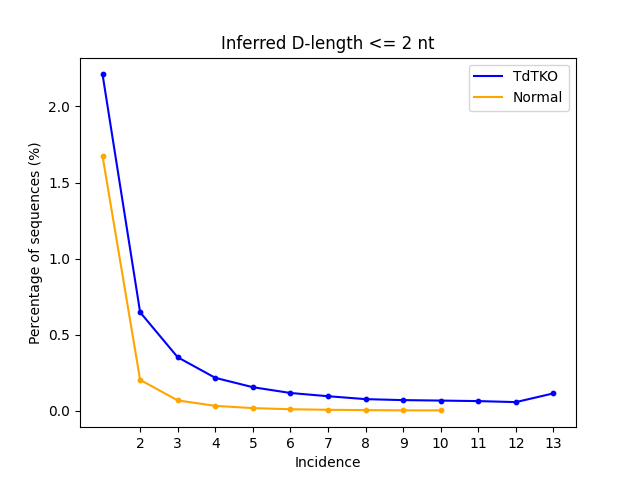 Inferred D-length <= 2 nt
TdTKO
Normal
Percentage of sequences (%)
2.0
1.5
1.0
0.5
0.0
2 3 4 5 6 7 8 9 10 11 12 13
Incidence